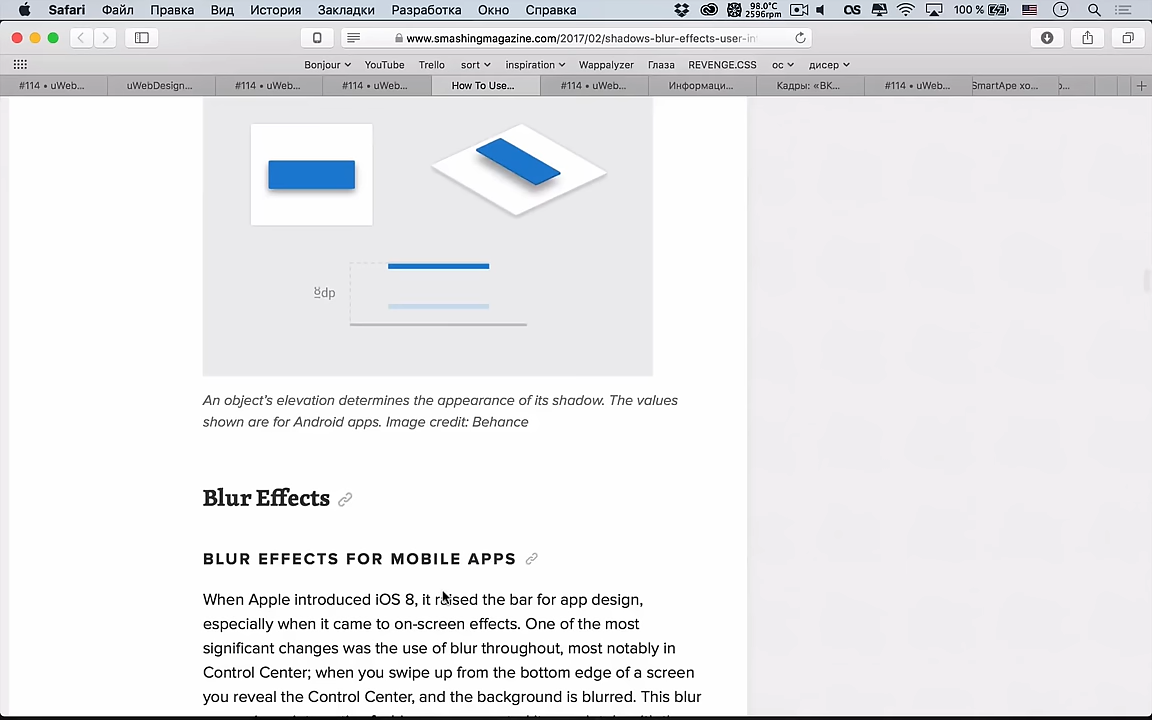 Safari Файл Правка Вид История Закладки Разработка Окно Справка 98.0°C 2596rpm 100 %
www.smashingmagazine.com/2017/02/shadows-blur-effects-user-in
Bonjour YouTube Trello sort inspiration Wappalyzer Глаза REVENGE.CSS ос дисер
#114 • uWeb... uWebDesign... #114 • uWeb... #114 • uWeb... How To Use... #114 • uWeb... Информаци... Кадры: «ВК... #114 • uWeb... SmartApe хо...
dp
An object's elevation determines the appearance of its shadow. The values
shown are for Android apps. Image credit: Behance
Blur Effects
BLUR EFFECTS FOR MOBILE APPS
When Apple introduced iOS 8, it raised the bar for app design,
especially when it came to on-screen effects. One of the most
significant changes was the use of blur throughout, most notably in
Control Center; when you swipe up from the bottom edge of a screen
you reveal the Control Center, and the background is blurred. This blur